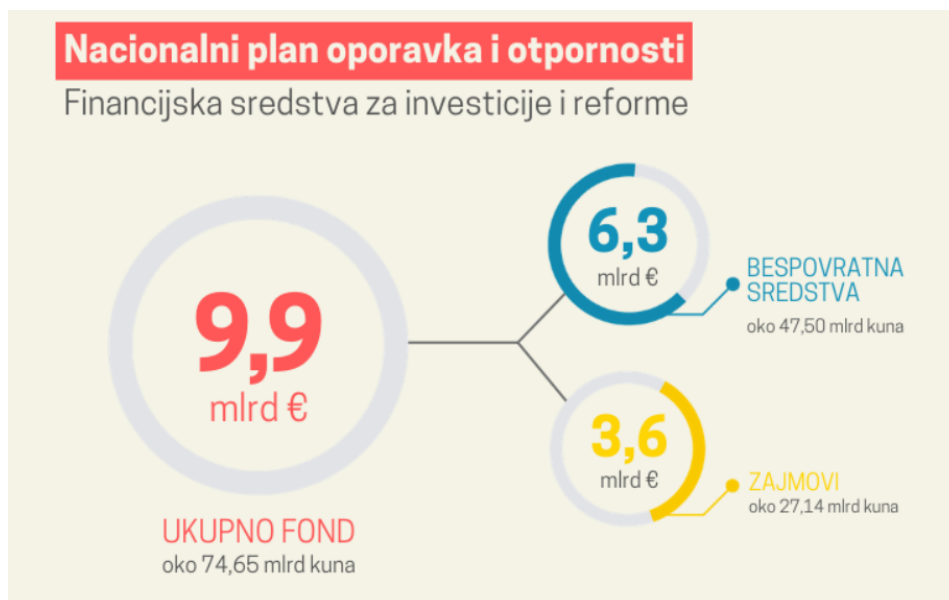 Nacionalni plan oporavka i otpornosti
Financijska sredstva za investicije i reforme
9,9
mlrd €
UKUPNO FOND
oko 74,65 mlrd kuna
6,3
mlrd €
BESPOVRATNA
SREDSTVA
oko 47,50 mlrd kuna
3,6
mlrd €
ZAJMOVI
oko 27,14 mlrd kuna